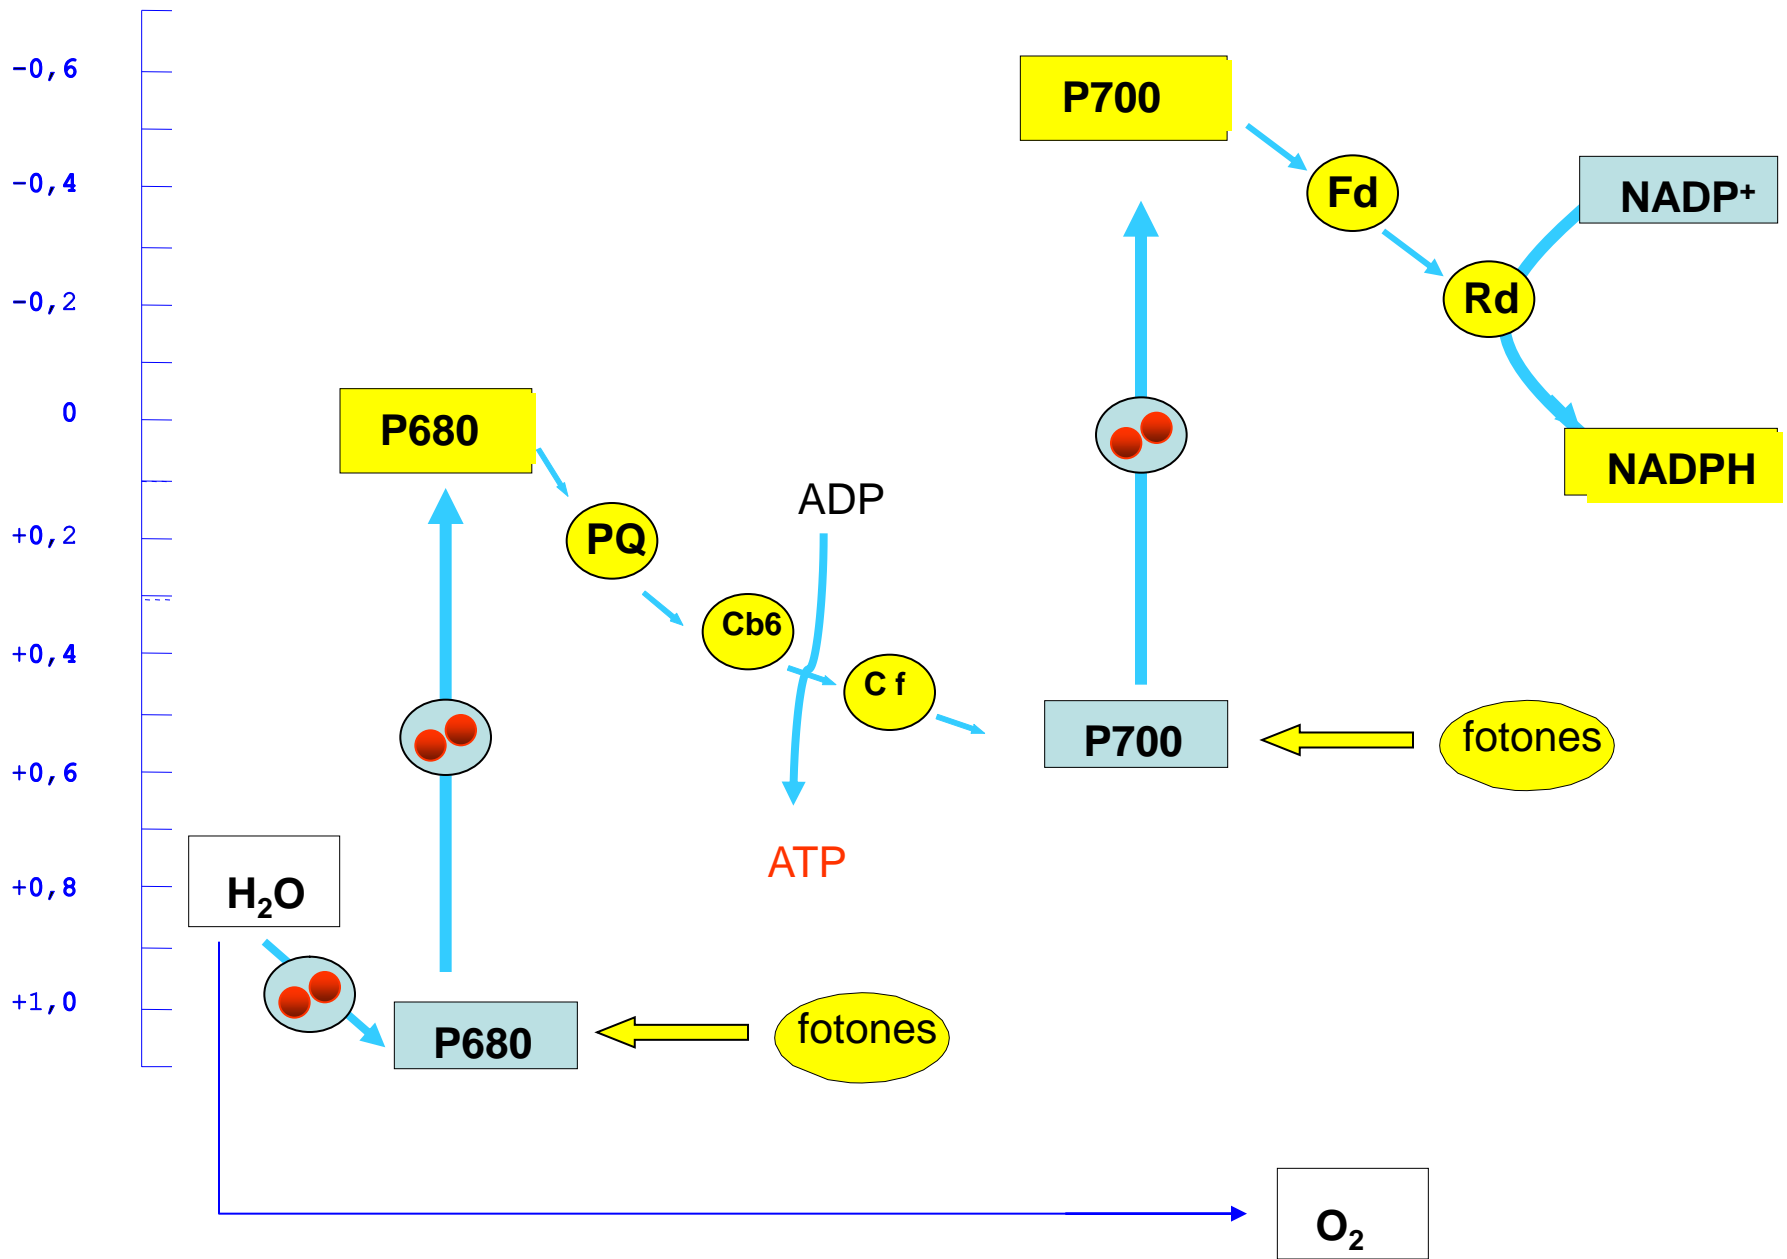 -0,6
-0,4
-0,2
0
+0,2
+0,4
+0,6
+0,8
+1,0
P700
Fd
NADP⁺
Rd
P680
NADPH
ADP
PQ
Cb6
C f
P700
fotones
ATP
H₂O
P680
fotones
O₂